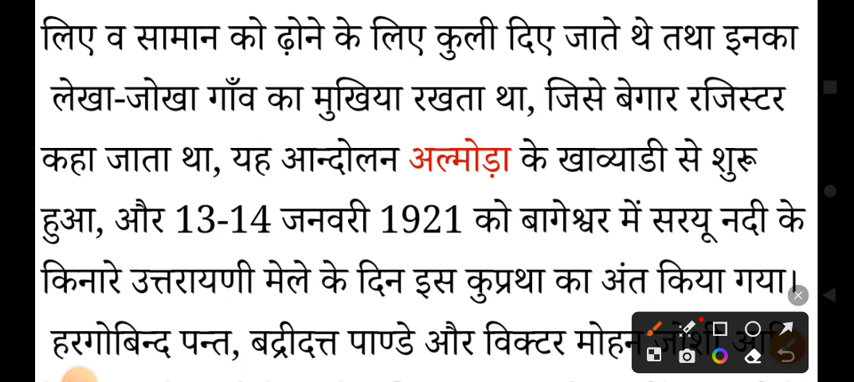 लिए व सामान को ढ़ोने के लिए कुली दिए जाते थे तथा इनका
लेखा-जोखा गाँव का मुखिया रखता था, जिसे बेगार रजिस्टर
कहा जाता था, यह आन्दोलन अल्मोड़ा के खाव्याडी से शुरू
हुआ, और 13-14 जनवरी 1921 को बागेश्वर में सरयू नदी के
किनारे उत्तरायणी मेले के दिन इस कुप्रथा का अंत किया गया।
हरगोबिन्द पन्त, बद्रीदत्त पाण्डे और विक्टर मोहन जोशी